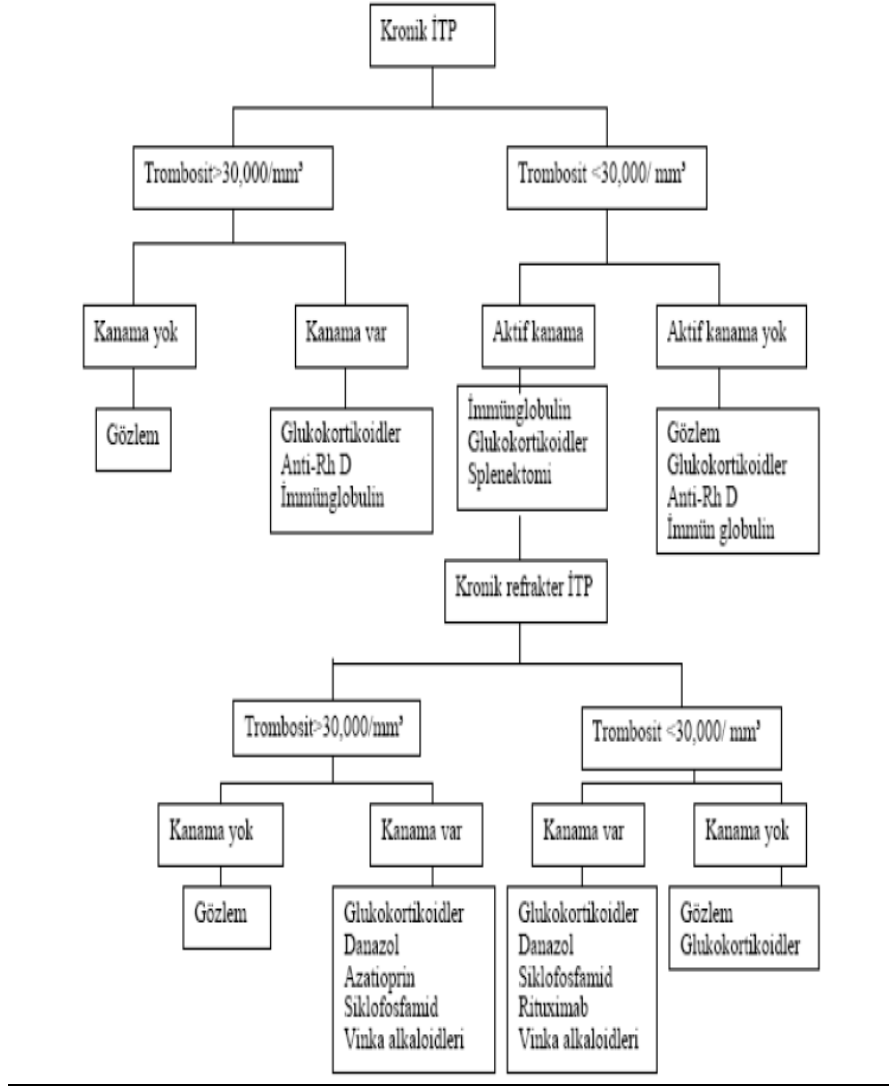 Kronik İTP
Trombosit>30,000/mm³
Trombosit <30,000/ mm³
Kanama yok
Kanama var
Aktif kanama
Aktif kanama yok
Gözlem
Glukokortikoidler
Anti-Rh D
İmmünglobulin
İmmünglobulin
Glukokortikoidler
Splenektomi
Gözlem
Glukokortikoidler
Anti-Rh D
İmmün globulin
Kronik refrakter İTP
Trombosit>30,000/mm³
Trombosit <30,000/ mm³
Kanama yok
Kanama var
Kanama var
Kanama yok
Gözlem
Glukokortikoidler
Danazol
Azatioprin
Siklofosfamid
Vinka alkaloidleri
Glukokortikoidler
Danazol
Siklofosfamid
Rituximab
Vinka alkaloidleri
Gözlem
Glukokortikoidler